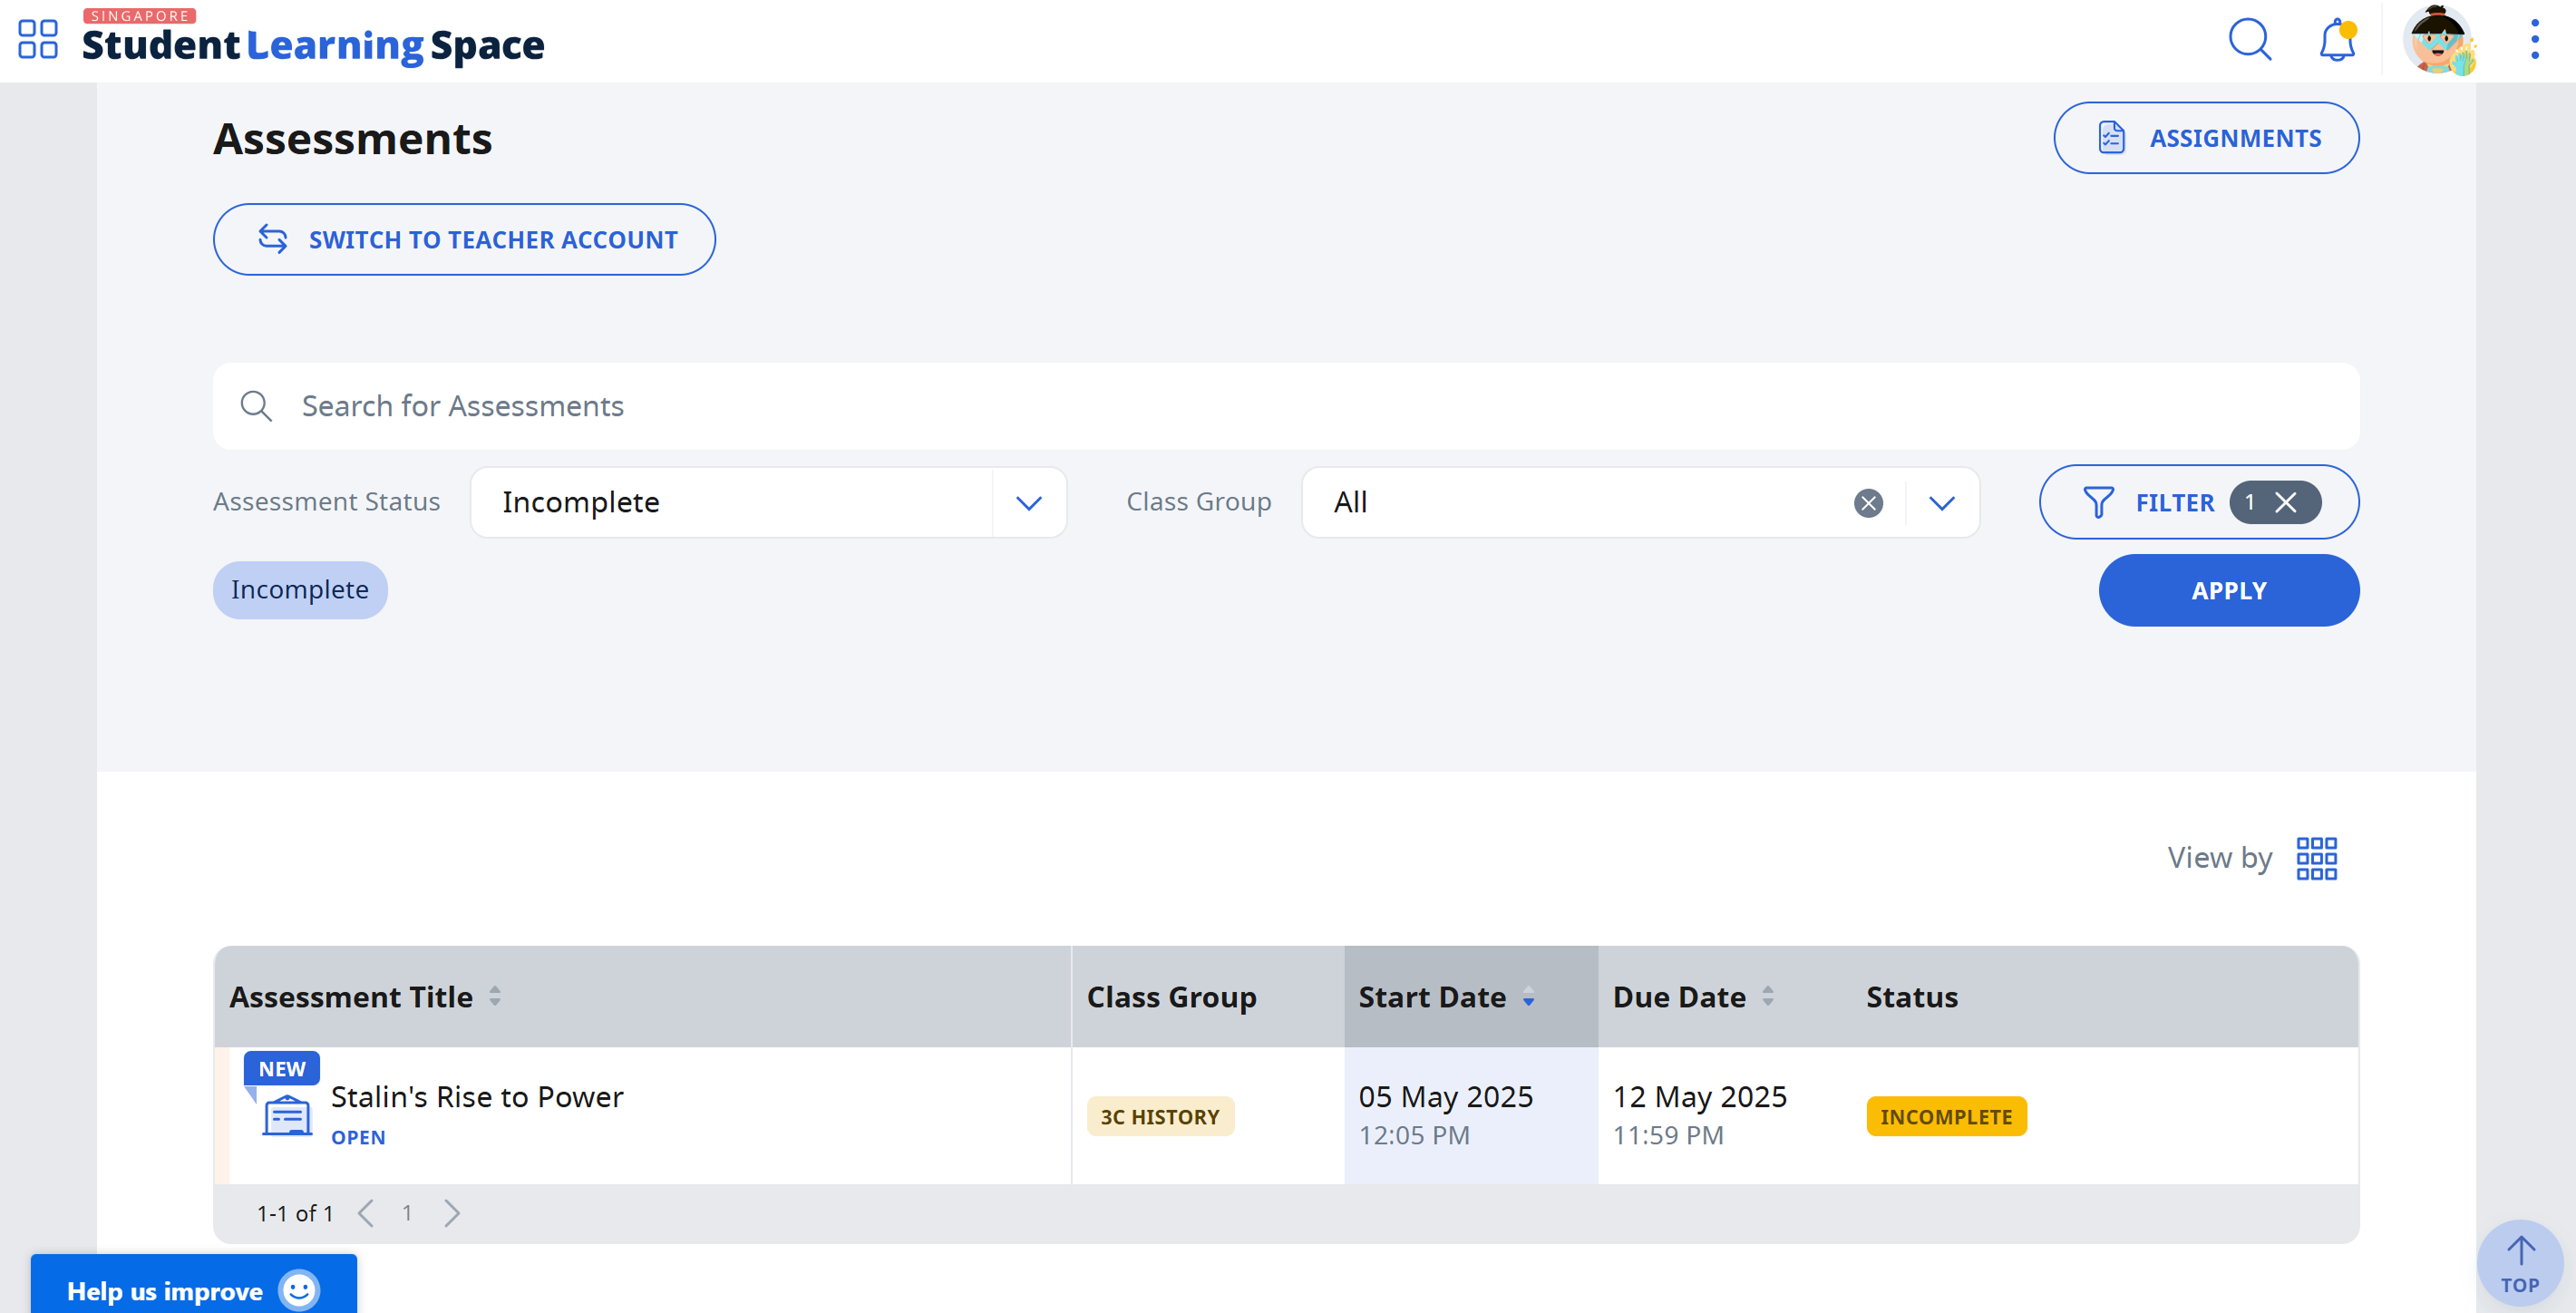 SINGAPORE
Student Learning Space
Assessments
ASSIGNMENTS
SWITCH TO TEACHER ACCOUNT
Search for Assessments
Assessment Status
Incomplete
Class Group
All
FILTER 1
Incomplete
APPLY
View by
Assessment Title Class Group Start Date Due Date Status
NEW
Stalin's Rise to Power
OPEN
3C HISTORY
05 May 2025
12:05 PM
12 May 2025
11:59 PM
INCOMPLETE
1-1 of 1 1
Help us improve
TOP